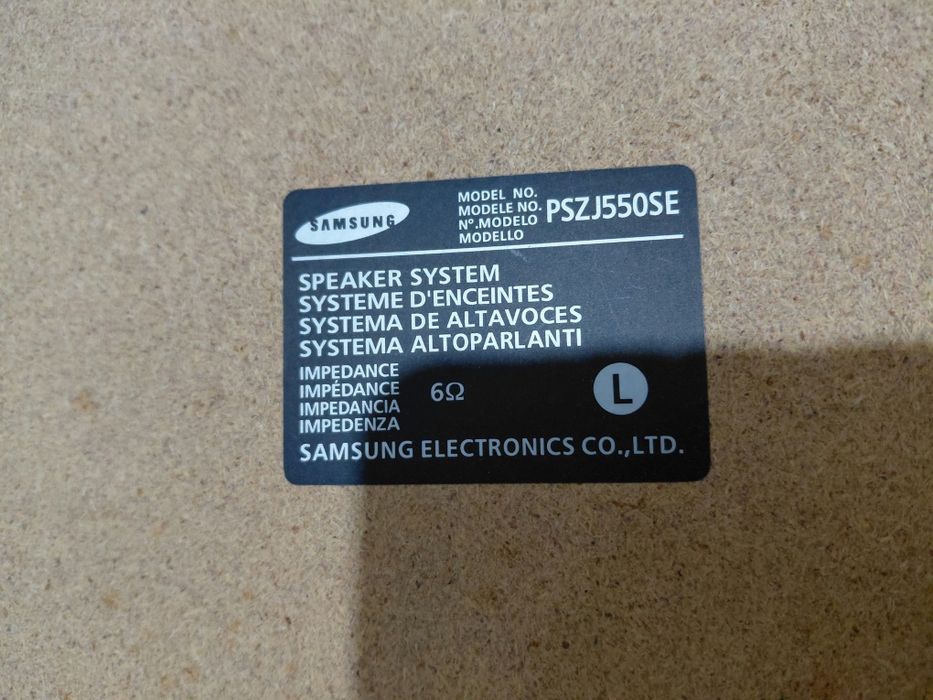 SAMSUNG
MODEL NO.
MODELE NO.
Nº.MODELO
MODELLO
PSZJ550SE
SPEAKER SYSTEM
SYSTEME D'ENCEINTES
SYSTEMA DE ALTAVOCES
SYSTEMA ALTOPARLANTI
IMPEDANCE
IMPÉDANCE
IMPEDANCIA
IMPEDENZA
6Ω
L
SAMSUNG ELECTRONICS CO.,LTD.